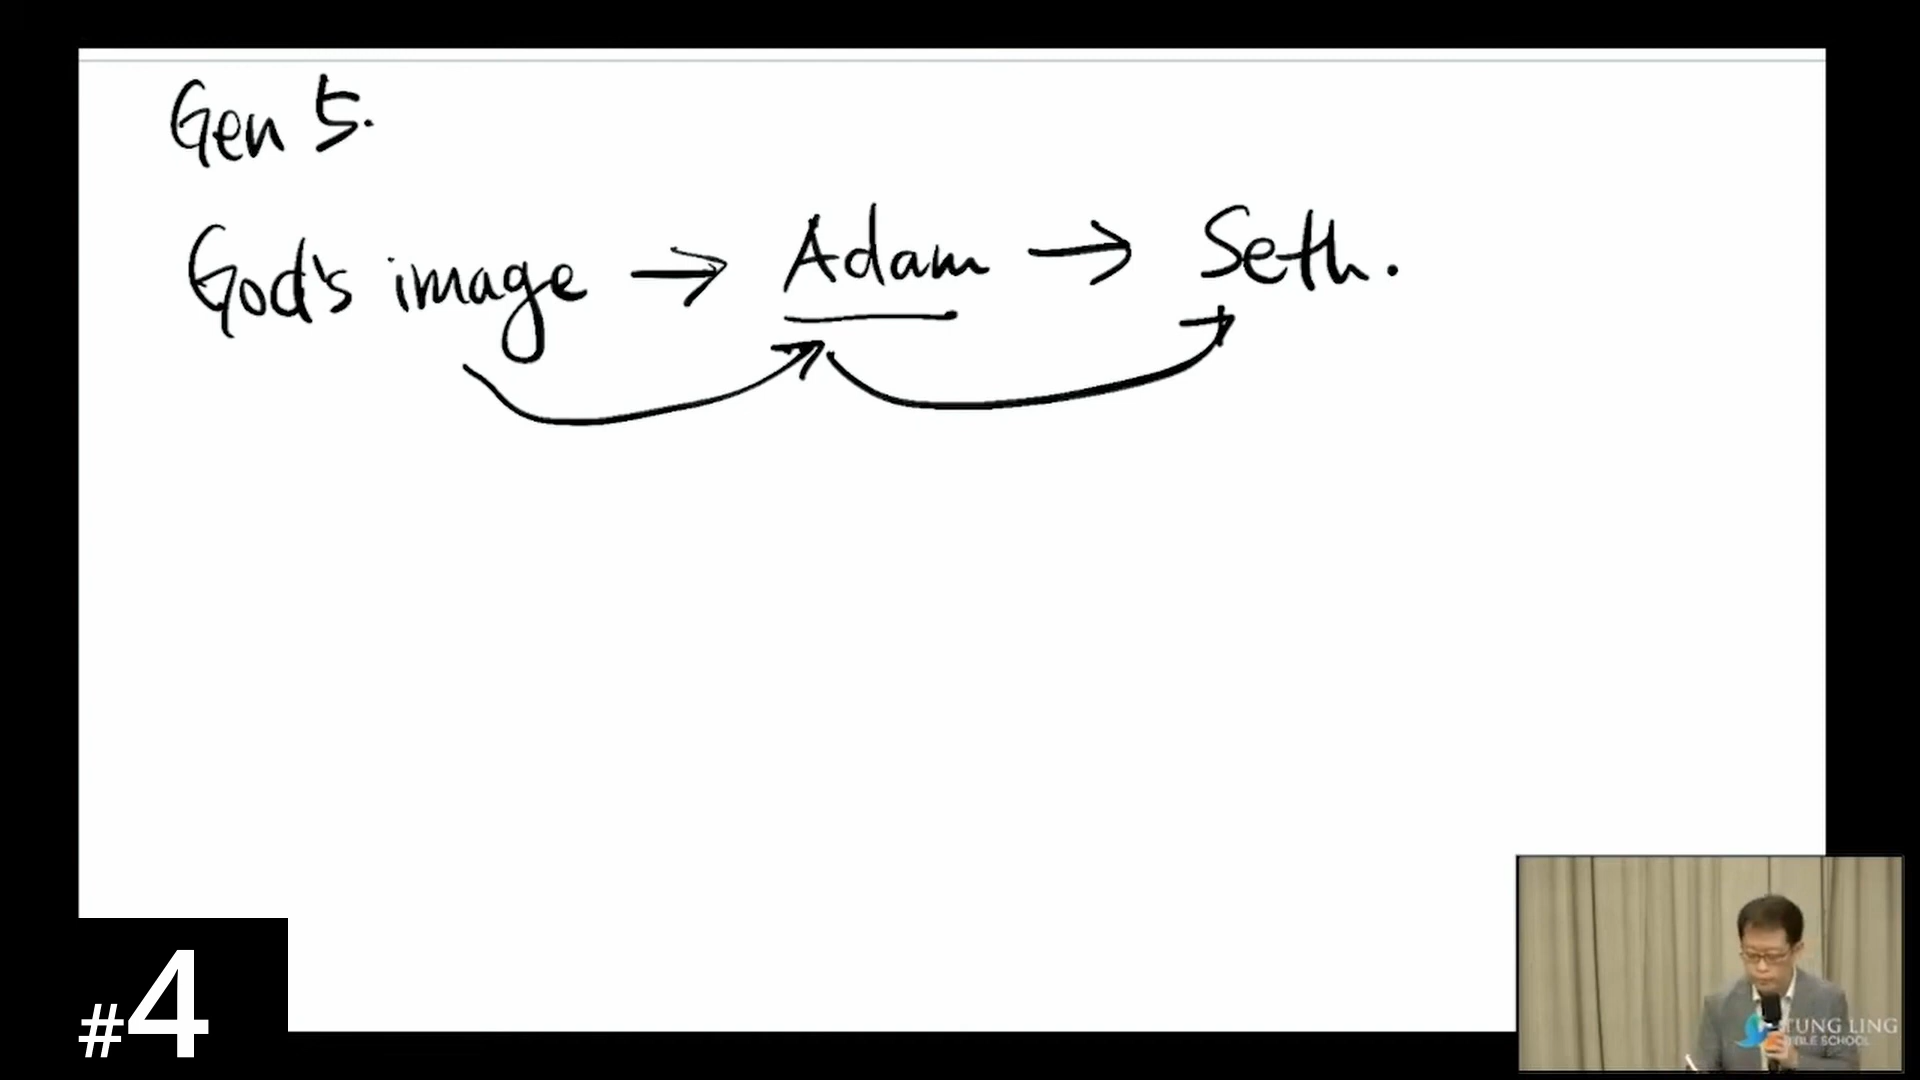 Gen 5.
God's image → Adam → Seth.
#4
TUNG LING
BIBLE SCHOOL